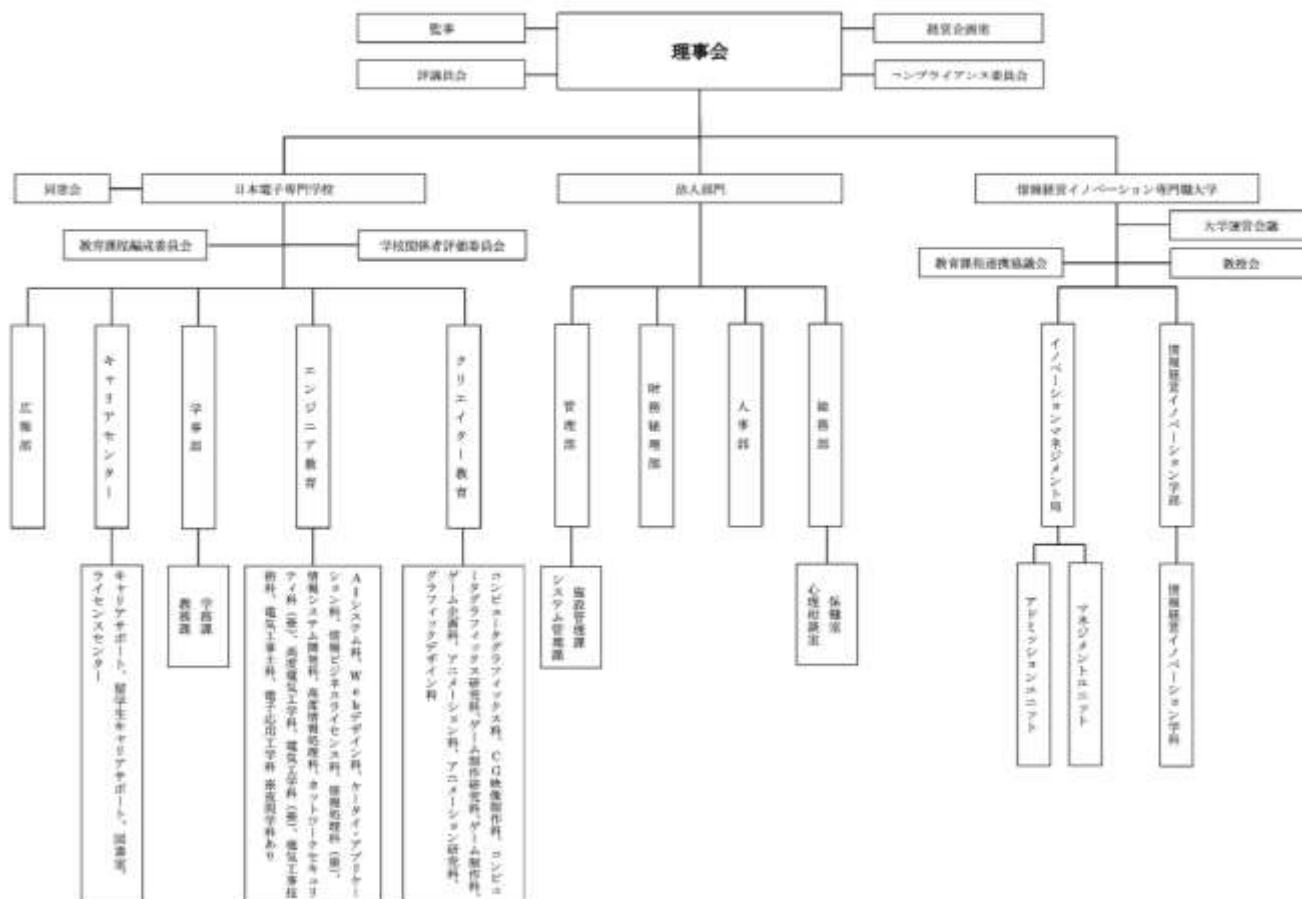 監事
理事会
経営企画室
評議員会
コンプライアンス委員会
同窓会
日本電子専門学校
法人部門
情報経営イノベーション専門職大学
大学運営会議
教育課程編成委員会
学校関係者評価委員会
教育課程連携協議会
教授会
広報部
キャリアセンター
学事部
エンジニア教育
クリエイター教育
管理部
財務経理部
人事部
総務部
イノベーションマネジメント局
情報経営イノベーション学部
キャリアサポート、留学生キャリアサポート、図書室、
ライセンスセンター
学務課
教務課
AIシステム科、Webデザイン科、ケータイ・アプリケー
ション科、情報ビジネスライセンス科、情報処理科(※)、
情報システム開発科、高度情報処理科、ネットワークセキュリ
ティ科(※)、高度電気工学科、電気工学科(※)、電気工事技
術科、電気工事士科、電子応用工学科 ※夜間学科あり
コンピュータグラフィックス科、CG映像制作科、コンピュ
ータグラフィックス研究科、ゲーム制作研究科、ゲーム制作科、
ゲーム企画科、アニメーション科、アニメーション研究科、
グラフィックデザイン科
施設管理課
システム管理課
保健室
心理相談室
アドミッションユニット
マネジメントユニット
情報経営イノベーション学科